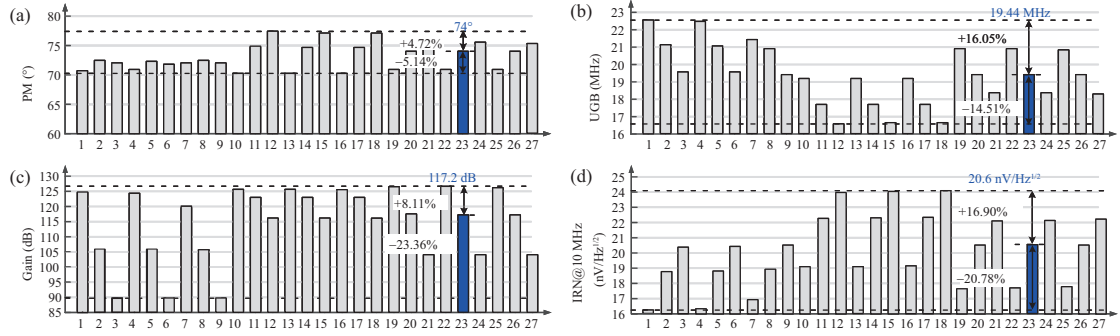 (a)
PM (°)
80
75
70
65
60
74°
+4.72%
−5.14%
1 2 3 4 5 6 7 8 9 10 11 12 13 14 15 16 17 18 19 20 21 22 23 24 25 26 27
(b)
UGB (MHz)
23
22
21
20
19
18
17
16
19.44 MHz
+16.05%
−14.51%
1 2 3 4 5 6 7 8 9 10 11 12 13 14 15 16 17 18 19 20 21 22 23 24 25 26 27
(c)
Gain (dB)
130
125
120
115
110
105
100
95
90
85
117.2 dB
+8.11%
−23.36%
1 2 3 4 5 6 7 8 9 10 11 12 13 14 15 16 17 18 19 20 21 22 23 24 25 26 27
(d)
IRN@10 MHz
(nV/Hz1/2)
25
24
23
22
21
20
19
18
17
16
20.6 nV/Hz1/2
+16.90%
−20.78%
1 2 3 4 5 6 7 8 9 10 11 12 13 14 15 16 17 18 19 20 21 22 23 24 25 26 27